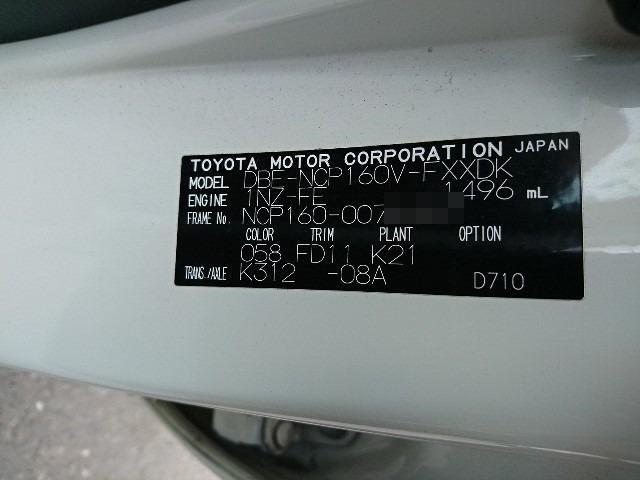 TOYOTA MOTOR CORPORATION JAPAN
MODEL DBE-NCP160V-FXXDK
ENGINE 1NZ-FE 1496 mL
FRAME No. NCP160-007
COLOR TRIM PLANT OPTION
058 FD11 K21
TRANS./AXLE K312 -08A D710